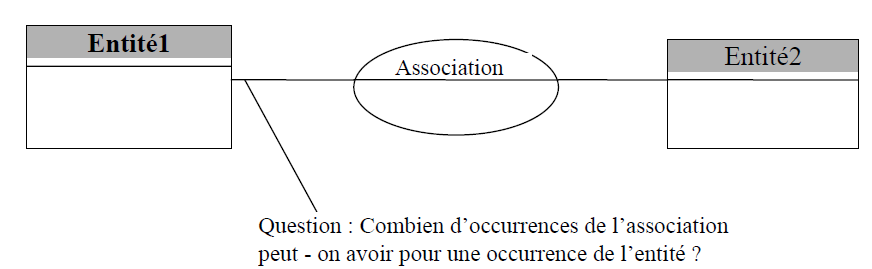 Entité1
Association
Entité2
Question : Combien d’occurrences de l’association
peut - on avoir pour une occurrence de l’entité ?